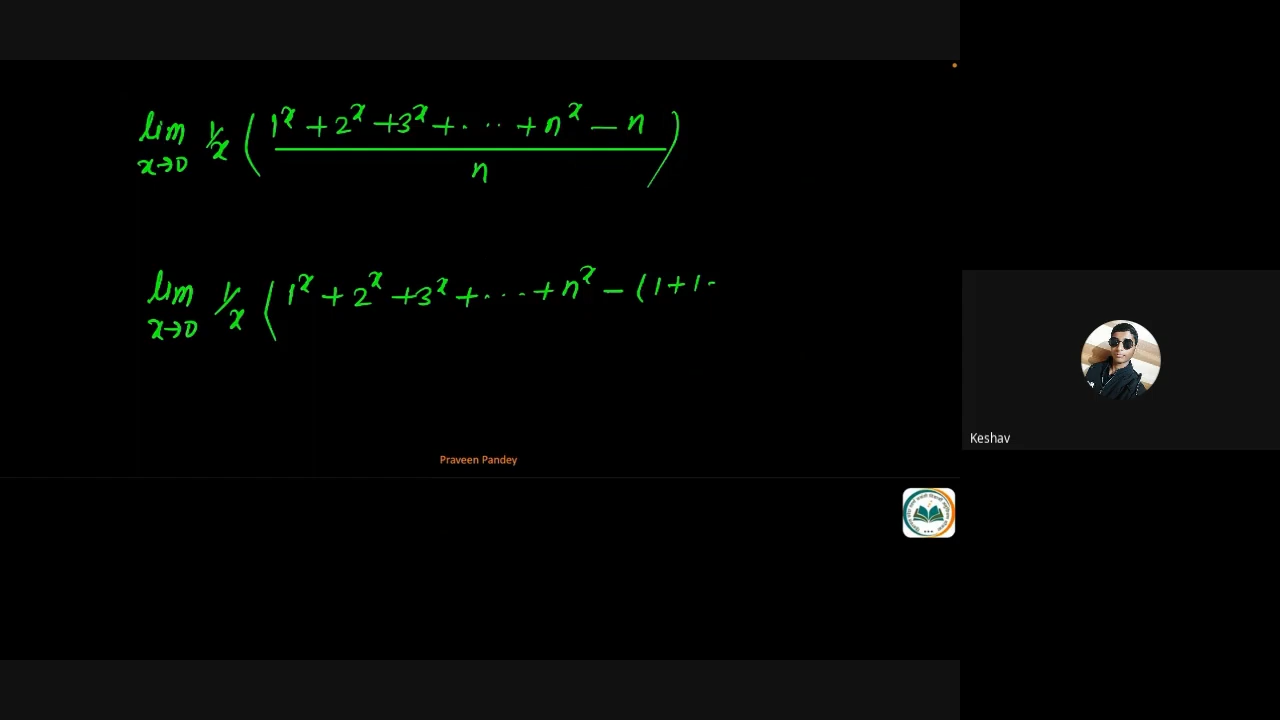 lim x→0 1/x ( 1^x + 2^x + 3^x + ... + n^x - n / n )
lim x→0 1/x ( 1^x + 2^x + 3^x + ... + n^x - (1+1.
Keshav
Praveen Pandey